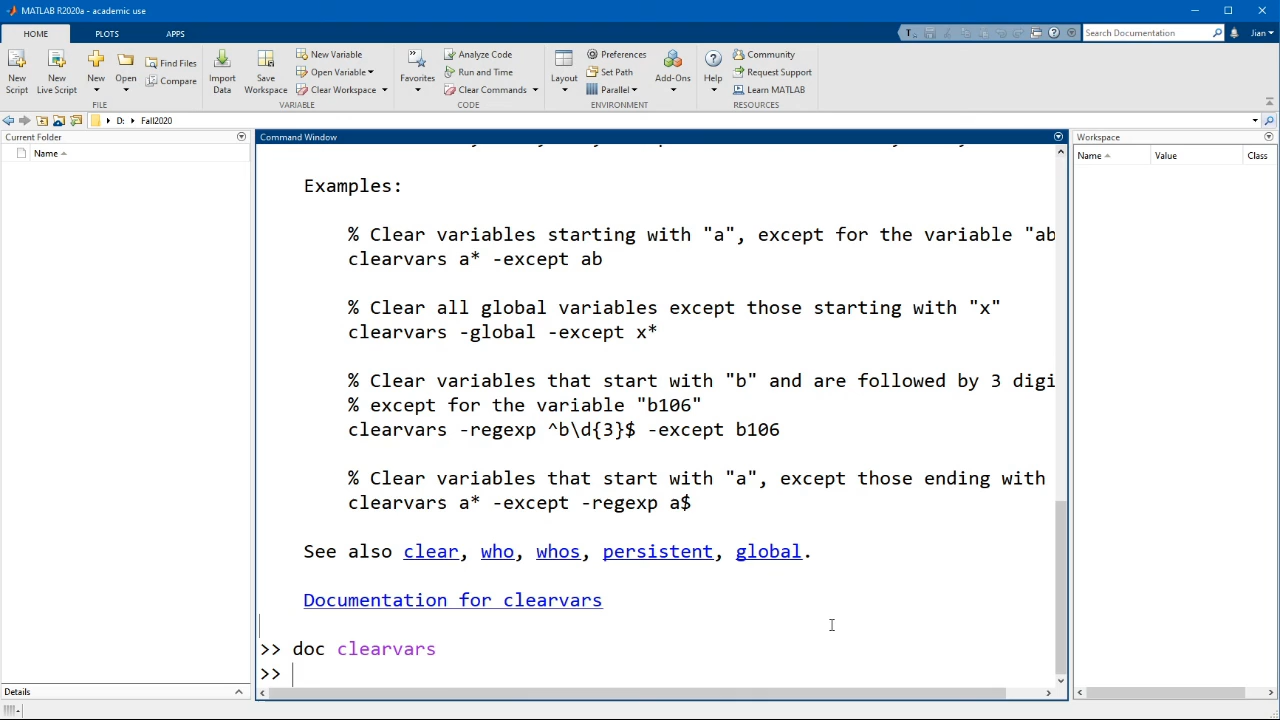 MATLAB R2020a - academic use
HOME PLOTS APPS
Search Documentation
Jian
New Script
New Live Script
New
Open
Find Files
Compare
FILE
Import Data
Save Workspace
New Variable
Open Variable
Clear Workspace
VARIABLE
Favorites
Analyze Code
Run and Time
Clear Commands
CODE
Layout
Preferences
Set Path
Parallel
Add-Ons
ENVIRONMENT
Help
Community
Request Support
Learn MATLAB
RESOURCES
D: Fall2020
Current Folder
Name
Details
Command Window
Examples:
% Clear variables starting with "a", except for the variable "ab
clearvars a* -except ab
% Clear all global variables except those starting with "x"
clearvars -global -except x*
% Clear variables that start with "b" and are followed by 3 digi
% except for the variable "b106"
clearvars -regexp ^b\d{3}$ -except b106
% Clear variables that start with "a", except those ending with
clearvars a* -except -regexp a$
See also clear, who, whos, persistent, global.
Documentation for clearvars
>> doc clearvars
>>
Workspace
Name Value Class